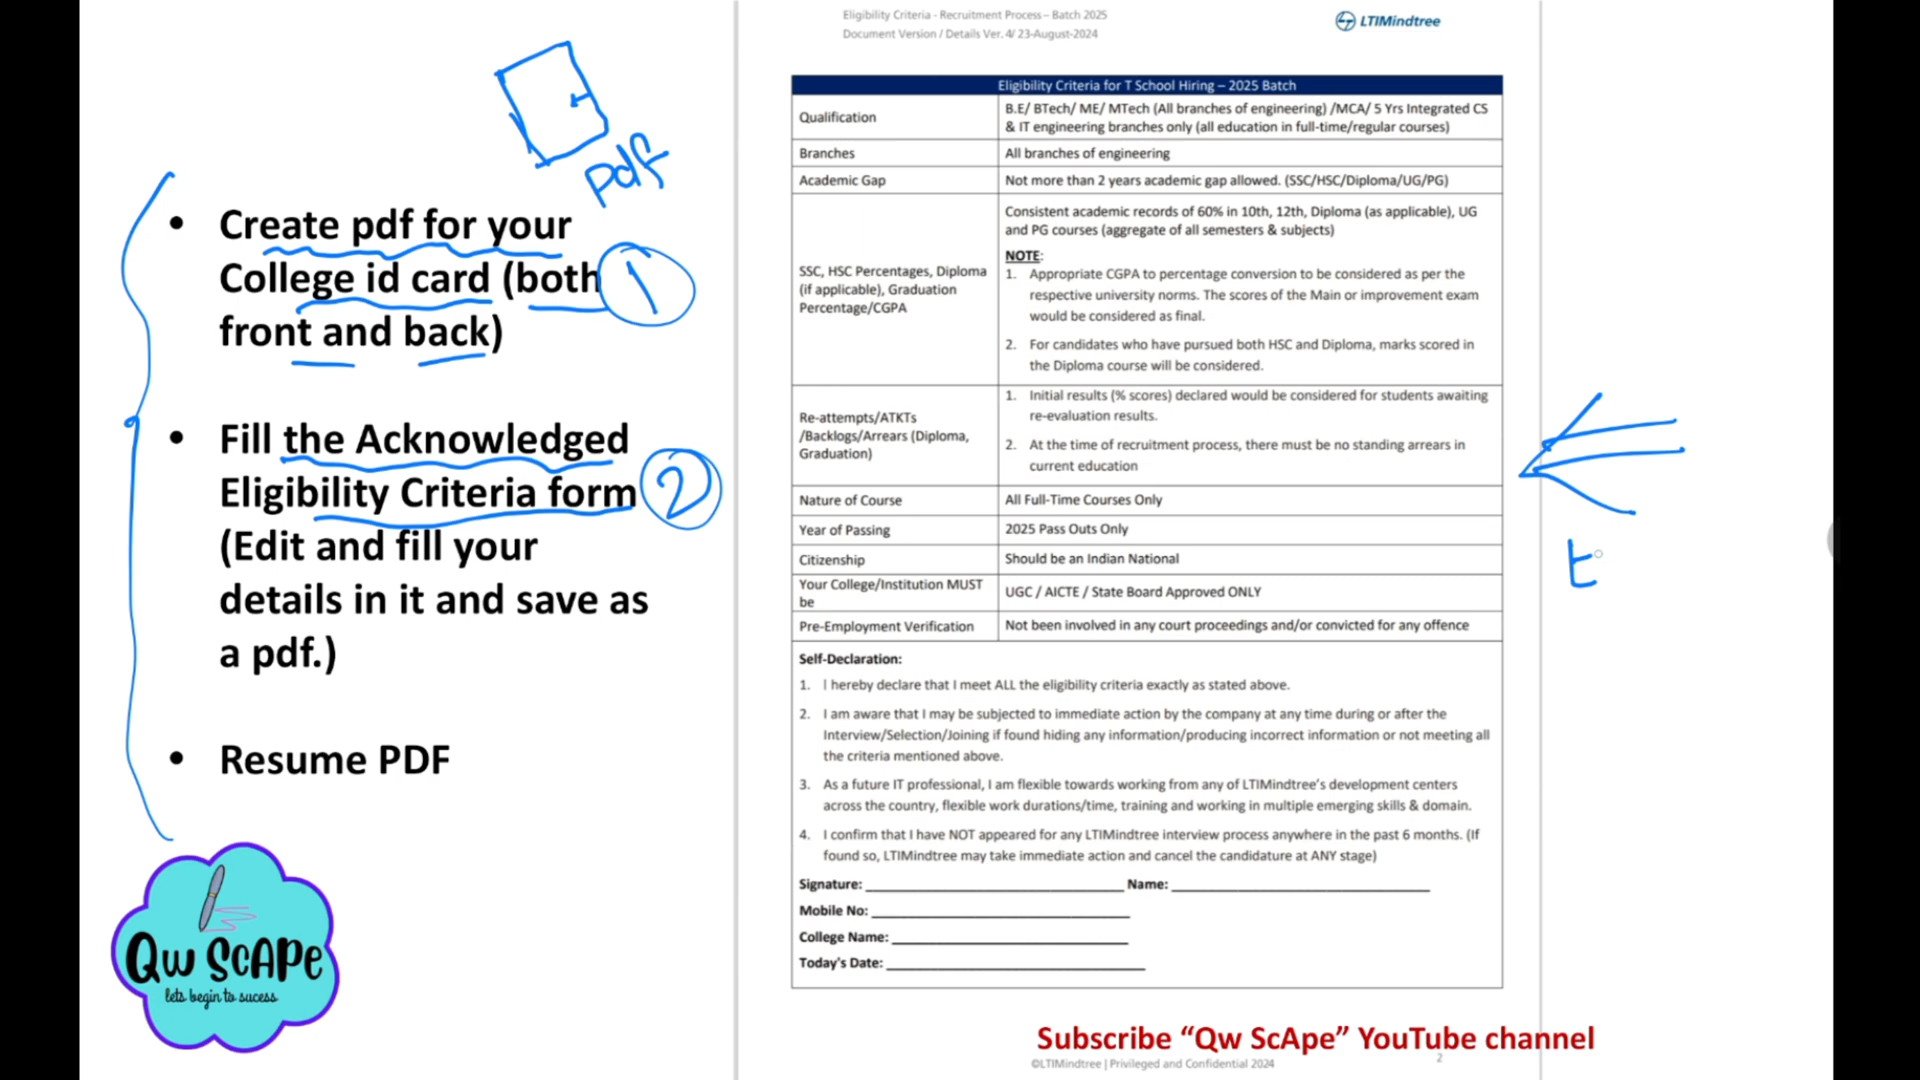 pdf
• Create pdf for your
College id card (both
front and back)
1
• Fill the Acknowledged
Eligibility Criteria form
(Edit and fill your
details in it and save as
a pdf.)
2
• Resume PDF
Qw ScAPe
lets begin to sucess
Eligibility Criteria - Recruitment Process – Batch 2025
Document Version / Details Ver. 4/ 23-August-2024
LTIMindtree
Eligibility Criteria for T School Hiring – 2025 Batch
Qualification
B.E/ BTech/ ME/ MTech (All branches of engineering) /MCA/ 5 Yrs Integrated CS
& IT engineering branches only (all education in full-time/regular courses)
Branches
All branches of engineering
Academic Gap
Not more than 2 years academic gap allowed. (SSC/HSC/Diploma/UG/PG)
SSC, HSC Percentages, Diploma
(if applicable), Graduation
Percentage/CGPA
Consistent academic records of 60% in 10th, 12th, Diploma (as applicable), UG
and PG courses (aggregate of all semesters & subjects)
NOTE:
1. Appropriate CGPA to percentage conversion to be considered as per the
respective university norms. The scores of the Main or improvement exam
would be considered as final.
2. For candidates who have pursued both HSC and Diploma, marks scored in
the Diploma course will be considered.
Re-attempts/ATKTs
/Backlogs/Arrears (Diploma,
Graduation)
1. Initial results (% scores) declared would be considered for students awaiting
re-evaluation results.
2. At the time of recruitment process, there must be no standing arrears in
current education
Nature of Course
All Full-Time Courses Only
Year of Passing
2025 Pass Outs Only
Citizenship
Should be an Indian National
Your College/Institution MUST
be
UGC / AICTE / State Board Approved ONLY
Pre-Employment Verification
Not been involved in any court proceedings and/or convicted for any offence
Self-Declaration:
1. I hereby declare that I meet ALL the eligibility criteria exactly as stated above.
2. I am aware that I may be subjected to immediate action by the company at any time during or after the
Interview/Selection/Joining if found hiding any information/producing incorrect information or not meeting all
the criteria mentioned above.
3. As a future IT professional, I am flexible towards working from any of LTIMindtree's development centers
across the country, flexible work durations/time, training and working in multiple emerging skills & domain.
4. I confirm that I have NOT appeared for any LTIMindtree interview process anywhere in the past 6 months. (If
found so, LTIMindtree may take immediate action and cancel the candidature at ANY stage)
Signature: Name:
Mobile No:
College Name:
Today's Date:
Subscribe “Qw ScApe” YouTube channel
©LTIMindtree | Privileged and Confidential 2024
2